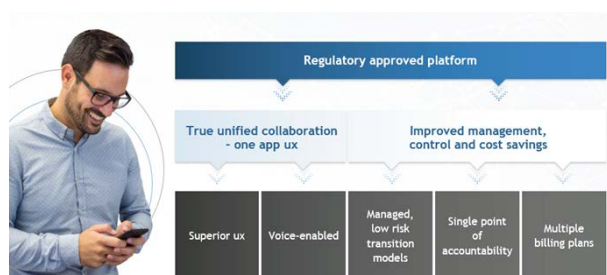 Regulatory approved platform
True unified collaboration
- one app ux
Improved management,
control and cost savings
Superior ux
Voice-enabled
Managed,
low risk
transition
models
Single point
of
accountability
Multiple
billing plans